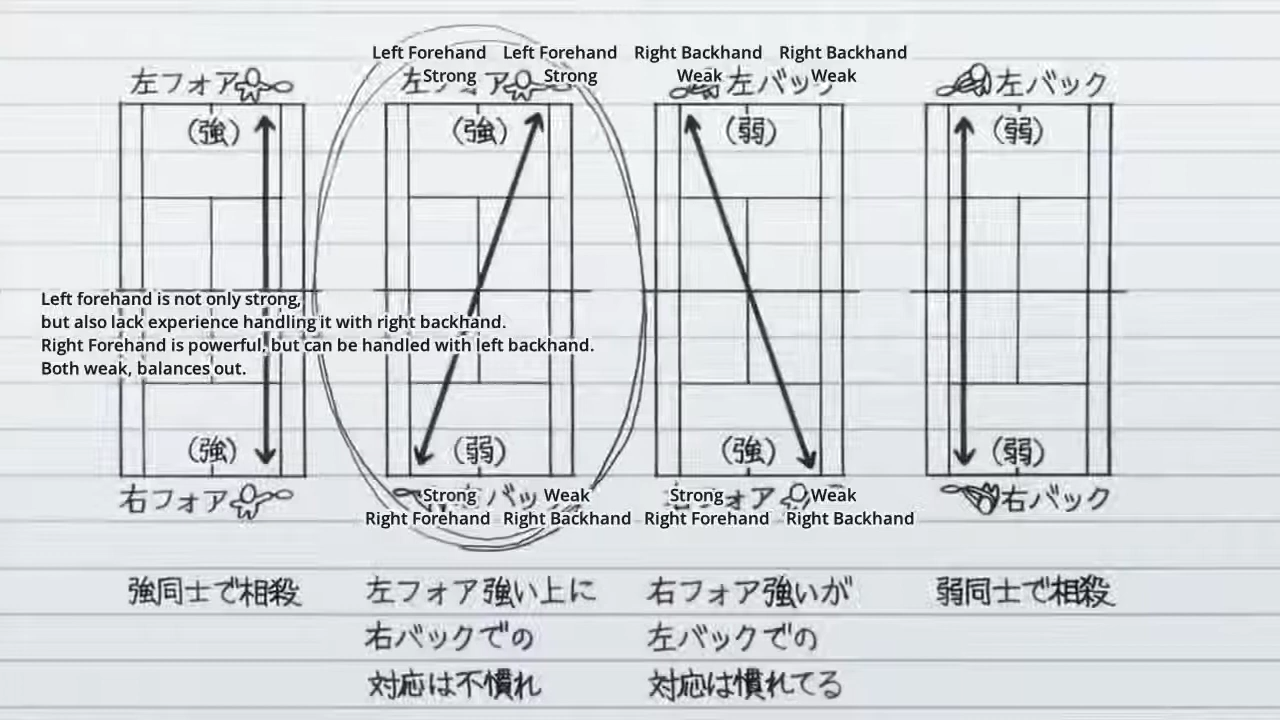 Left Forehand Left Forehand Right Backhand Right Backhand
Strong Strong Weak Weak
左フォア
左バック
左バック
(強)
(強)
(弱)
(弱)
Left forehand is not only strong,
but also lack experience handling it with right backhand.
Right Forehand is powerful, but can be handled with left backhand.
Both weak, balances out.
(強)
(弱)
(強)
(弱)
Strong Weak Strong Weak
右フォア
右バック
Right Forehand Right Backhand Right Forehand Right Backhand
強同士で相殺
左フォア強い上に
右バックでの
対応は不慣れ
右フォア強いが
左バックでの
対応は慣れてる
弱同士で相殺